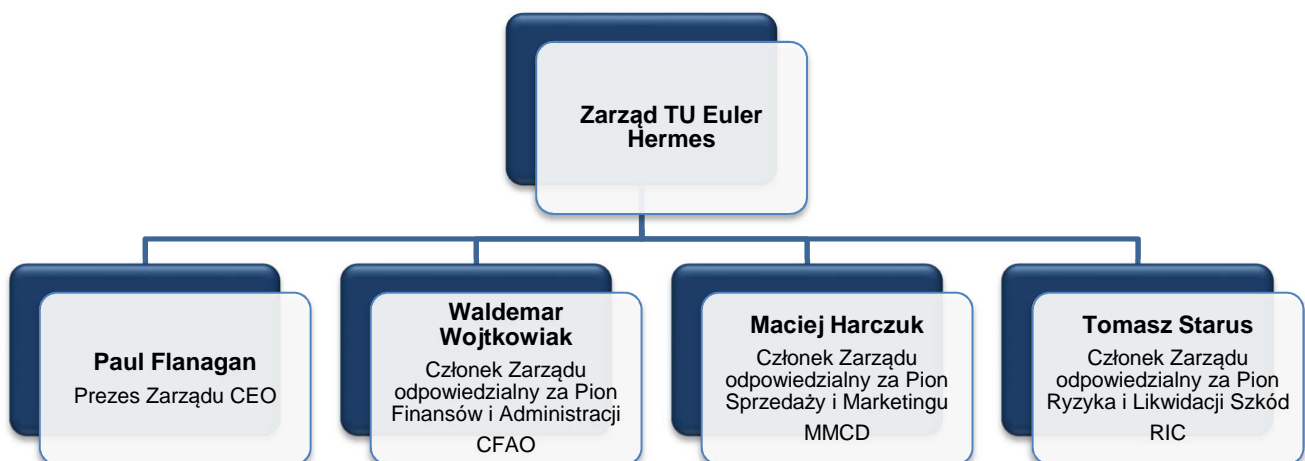 Zarząd TU Euler
Hermes
Paul Flanagan
Prezes Zarządu CEO
Waldemar
Wojtkowiak
Członek Zarządu
odpowiedzialny za Pion
Finansów i Administracji
CFAO
Maciej Harczuk
Członek Zarządu
odpowiedzialny za Pion
Sprzedaży i Marketingu
MMCD
Tomasz Starus
Członek Zarządu
odpowiedzialny za Pion
Ryzyka i Likwidacji Szkód
RIC